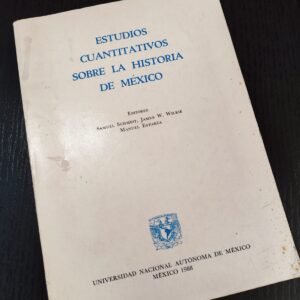 ESTUDIOS
CUANTITATIVOS
SOBRE LA HISTORIA
DE MÉXICO
EDITORES
SAMUEL SCHMIDT, JAMES W. WILKIE
MANUEL ESPARZA
UNIVERSIDAD NACIONAL AUTÓNOMA DE MÉXICO
MÉXICO 1988